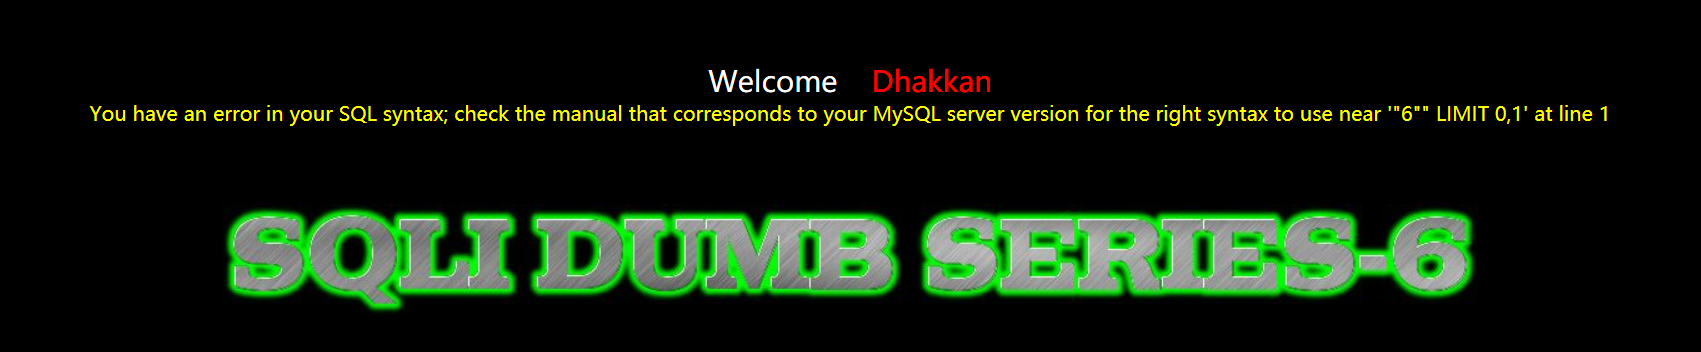 Welcome Dhakkan
You have an error in your SQL syntax; check the manual that corresponds to your MySQL server version for the right syntax to use near '"6"" LIMIT 0,1' at line 1
SQLI DUMB SERIES-6